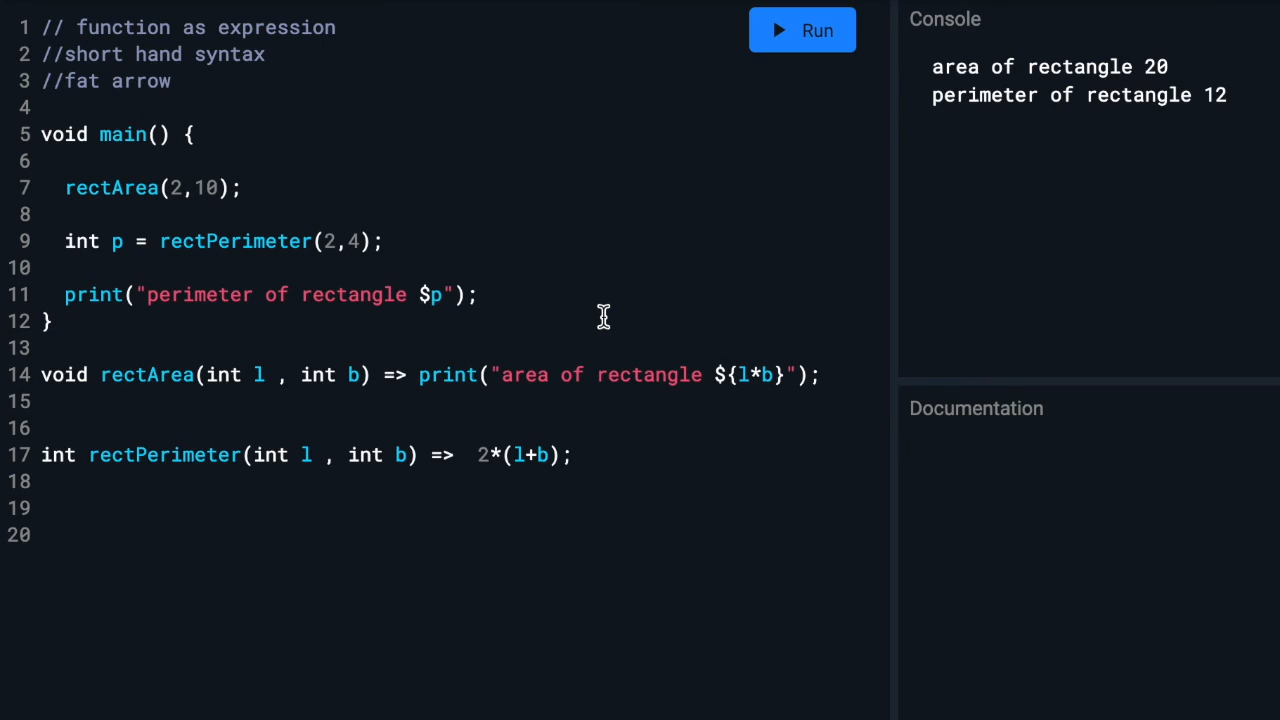 1 // function as expression
2 //short hand syntax
3 //fat arrow
4
5 void main() {
6
7   rectArea(2,10);
8
9   int p = rectPerimeter(2,4);
10
11   print("perimeter of rectangle $p");
12 }
13
14 void rectArea(int l , int b) => print("area of rectangle ${l*b}");
15
16
17 int rectPerimeter(int l , int b) =>  2*(l+b);
18
19
20
Run
Console
area of rectangle 20
perimeter of rectangle 12
Documentation